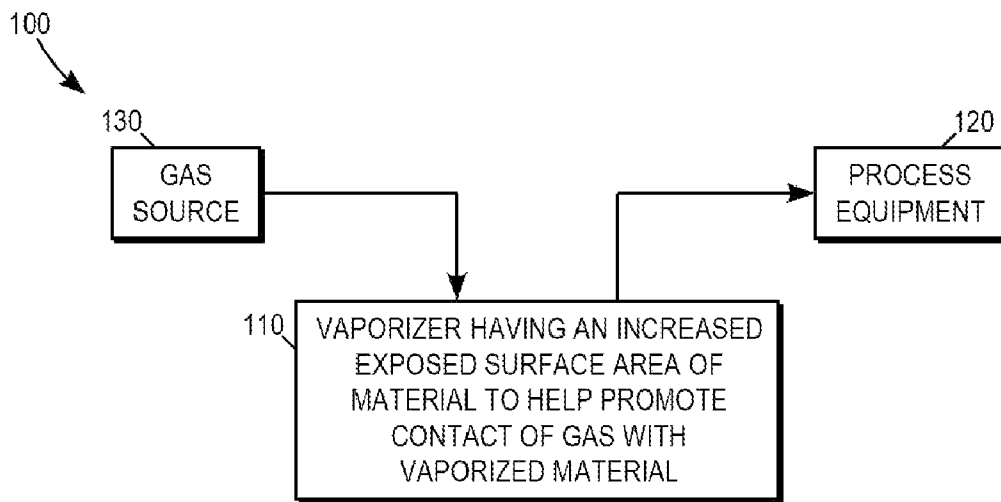 100
130
GAS
SOURCE
120
PROCESS
EQUIPMENT
110
VAPORIZER HAVING AN INCREASED
EXPOSED SURFACE AREA OF
MATERIAL TO HELP PROMOTE
CONTACT OF GAS WITH
VAPORIZED MATERIAL